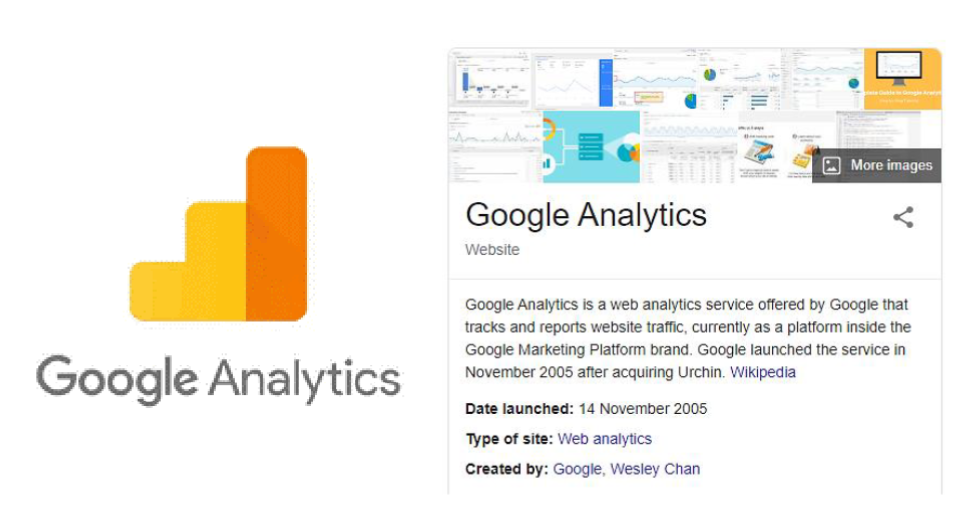 Google Analytics
More images
Google Analytics
Website
Google Analytics is a web analytics service offered by Google that
tracks and reports website traffic, currently as a platform inside the
Google Marketing Platform brand. Google launched the service in
November 2005 after acquiring Urchin. Wikipedia
Date launched: 14 November 2005
Type of site: Web analytics
Created by: Google, Wesley Chan